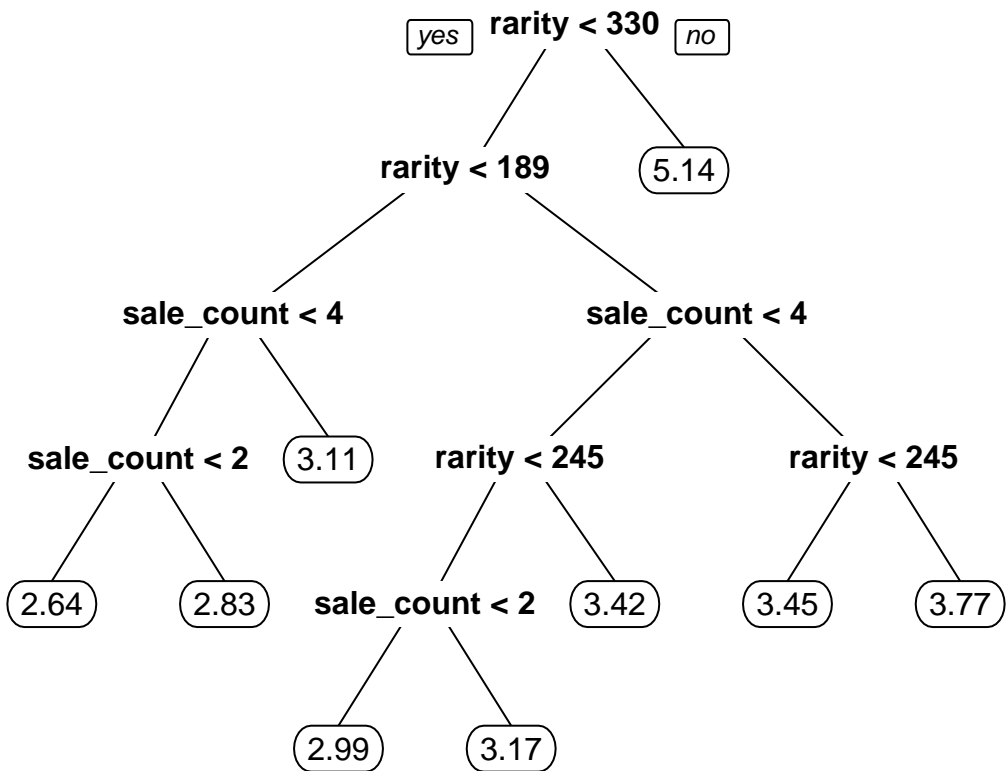 yes rarity < 330 no
rarity < 189 5.14
sale_count < 4 sale_count < 4
sale_count < 2 3.11 rarity < 245 rarity < 245
2.64 2.83 sale_count < 2 3.42 3.45 3.77
2.99 3.17